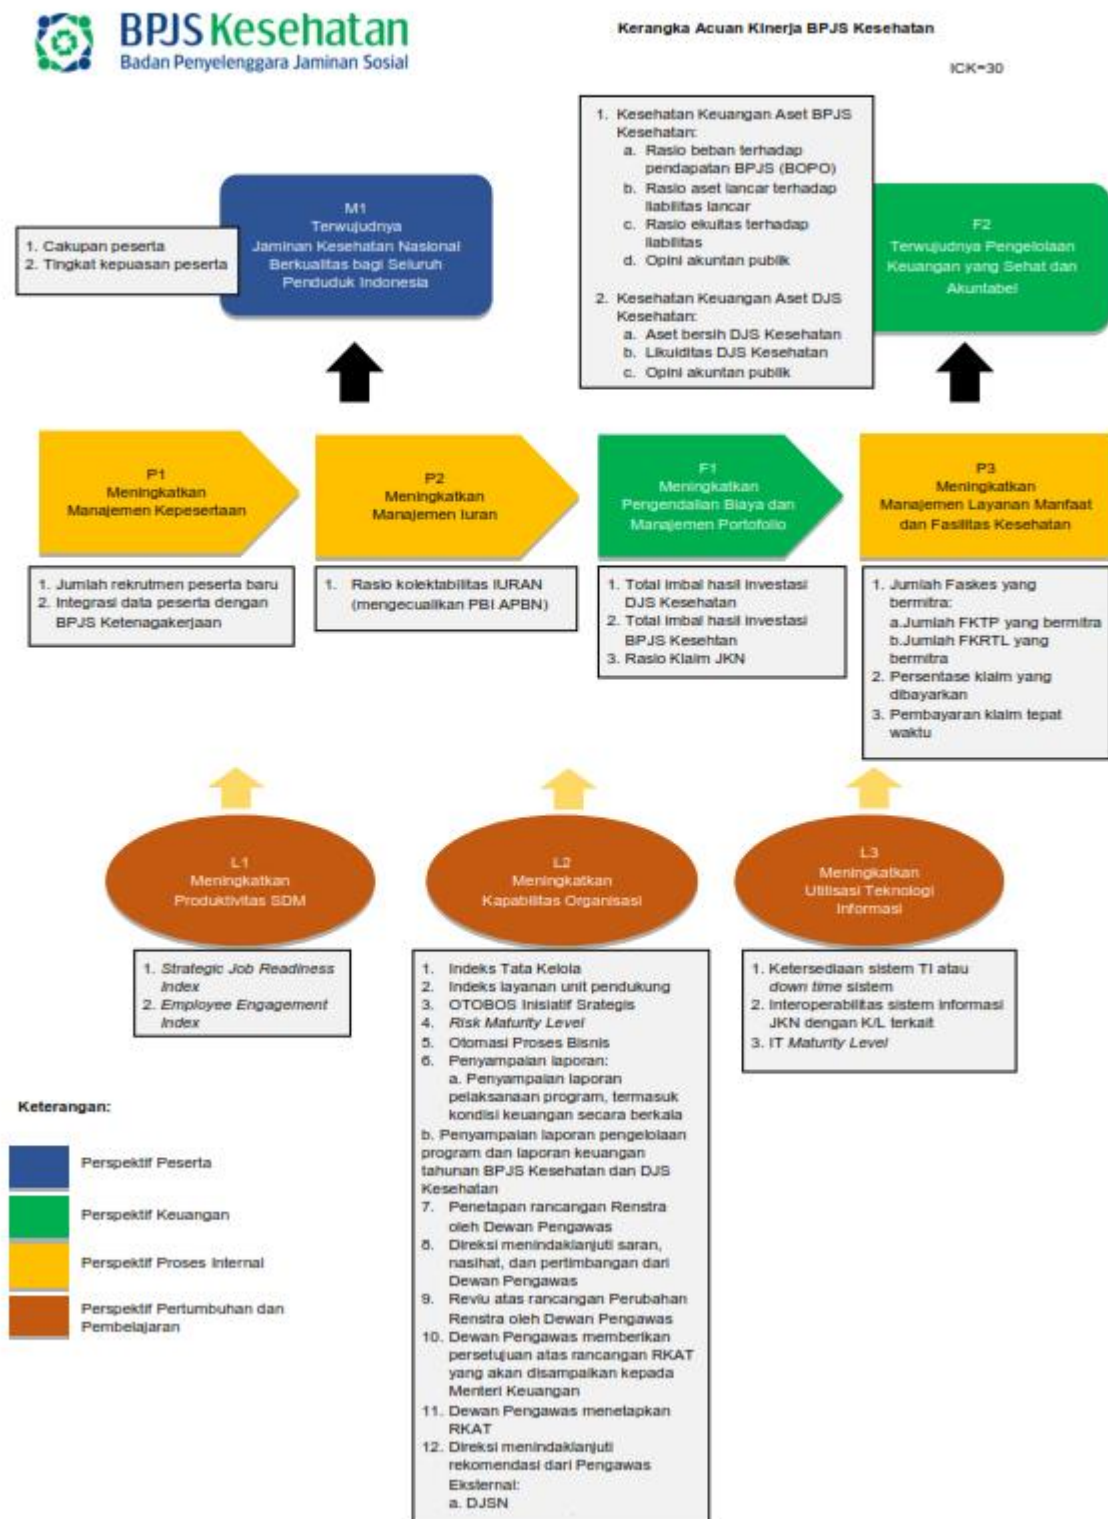 BPJS Kesehatan
Badan Penyelenggara Jaminan Sosial
Kerangka Acuan Kinerja BPJS Kesehatan
ICK=30
M1
Terwujudnya
Jaminan Kesehatan Nasional
Berkualitas bagi Seluruh
Penduduk Indonesia
1. Cakupan peserta
2. Tingkat kepuasan peserta
1. Kesehatan Keuangan Aset BPJS
Kesehatan:
a. Rasio beban terhadap
pendapatan BPJS (BOPO)
b. Rasio aset lancar terhadap
liabilitas lancar
c. Rasio ekuitas terhadap
liabilitas
d. Opini akuntan publik
2. Kesehatan Keuangan Aset DJS
Kesehatan:
a. Aset bersih DJS Kesehatan
b. Likuiditas DJS Kesehatan
c. Opini akuntan publik
F2
Terwujudnya Pengelolaan
Keuangan yang Sehat dan
Akuntabel
P1
Meningkatkan
Manajemen Kepesertaan
1. Jumlah rekrutmen peserta baru
2. Integrasi data peserta dengan
BPJS Ketenagakerjaan
P2
Meningkatkan
Manajemen Iuran
1. Rasio kolektabilitas IURAN
(mengecualikan PBI APBN)
F1
Meningkatkan
Pengendalian Biaya dan
Manajemen Portofolio
1. Total imbal hasil investasi
DJS Kesehatan
2. Total imbal hasil investasi
BPJS Kesehtan
3. Rasio Klaim JKN
P3
Meningkatkan
Manajemen Layanan Manfaat
dan Fasilitas Kesehatan
1. Jumlah Faskes yang
bermitra:
a.Jumlah FKTP yang bermitra
b.Jumlah FKRTL yang
bermitra
2. Persentase klaim yang
dibayarkan
3. Pembayaran klaim tepat
waktu
L1
Meningkatkan
Produktivitas SDM
1. Strategic Job Readiness
Index
2. Employee Engagement
Index
L2
Meningkatkan
Kapabilitas Organisasi
1. Indeks Tata Kelola
2. Indeks layanan unit pendukung
3. OTOBOS Inisiatif Srategis
4. Risk Maturity Level
5. Otomasi Proses Bisnis
6. Penyampaian laporan:
a. Penyampaian laporan
pelaksanaan program, termasuk
kondisi keuangan secara berkala
b. Penyampaian laporan pengelolaan
program dan laporan keuangan
tahunan BPJS Kesehatan dan DJS
Kesehatan
7. Penetapan rancangan Renstra
oleh Dewan Pengawas
8. Direksi menindaklanjuti saran,
nasihat, dan pertimbangan dari
Dewan Pengawas
9. Reviu atas rancangan Perubahan
Renstra oleh Dewan Pengawas
10. Dewan Pengawas memberikan
persetujuan atas rancangan RKAT
yang akan disampaikan kepada
Menteri Keuangan
11. Dewan Pengawas menetapkan
RKAT
12. Direksi menindaklanjuti
rekomendasi dari Pengawas
Eksternal:
a. DJSN
L3
Meningkatkan
Utilisasi Teknologi
Informasi
1. Ketersediaan sistem TI atau
down time sistem
2. Interoperabilitas sistem informasi
JKN dengan K/L terkait
3. IT Maturity Level
Keterangan:
Perspektif Peserta
Perspektif Keuangan
Perspektif Proses Internal
Perspektif Pertumbuhan dan
Pembelajaran